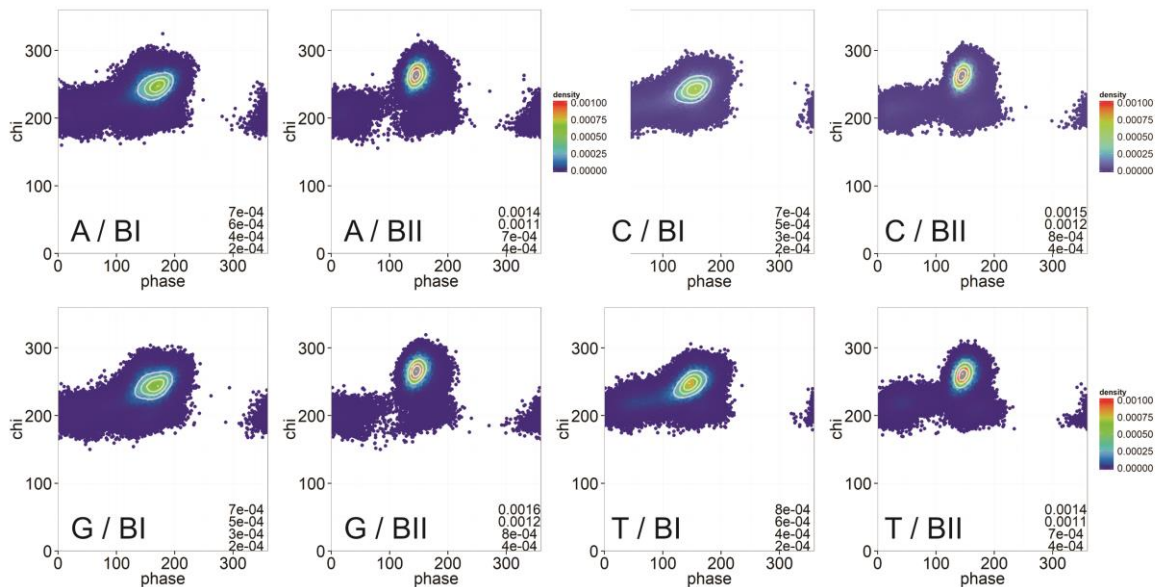 300
200
100
0
chi
A / BI
7e-04
6e-04
4e-04
2e-04
0 100 200 300
phase
300
200
100
0
chi
A / BII
0.0014
0.0011
7e-04
4e-04
0 100 200 300
phase
density
0.00100
0.00075
0.00050
0.00025
0.00000
C / BI
7e-04
5e-04
3e-04
2e-04
100 200 300
phase
300
200
100
0
chi
C / BII
0.0015
0.0012
8e-04
4e-04
0 100 200 300
phase
density
0.00100
0.00075
0.00050
0.00025
0.00000
300
200
100
0
chi
G / BI
7e-04
5e-04
3e-04
2e-04
0 100 200 300
phase
300
200
100
0
chi
G / BII
0.0016
0.0012
8e-04
4e-04
0 100 200 300
phase
300
200
100
0
chi
T / BI
8e-04
6e-04
4e-04
2e-04
0 100 200 300
phase
300
200
100
0
chi
T / BII
0.0014
0.0011
7e-04
4e-04
0 100 200 300
phase
density
0.00100
0.00075
0.00050
0.00025
0.00000